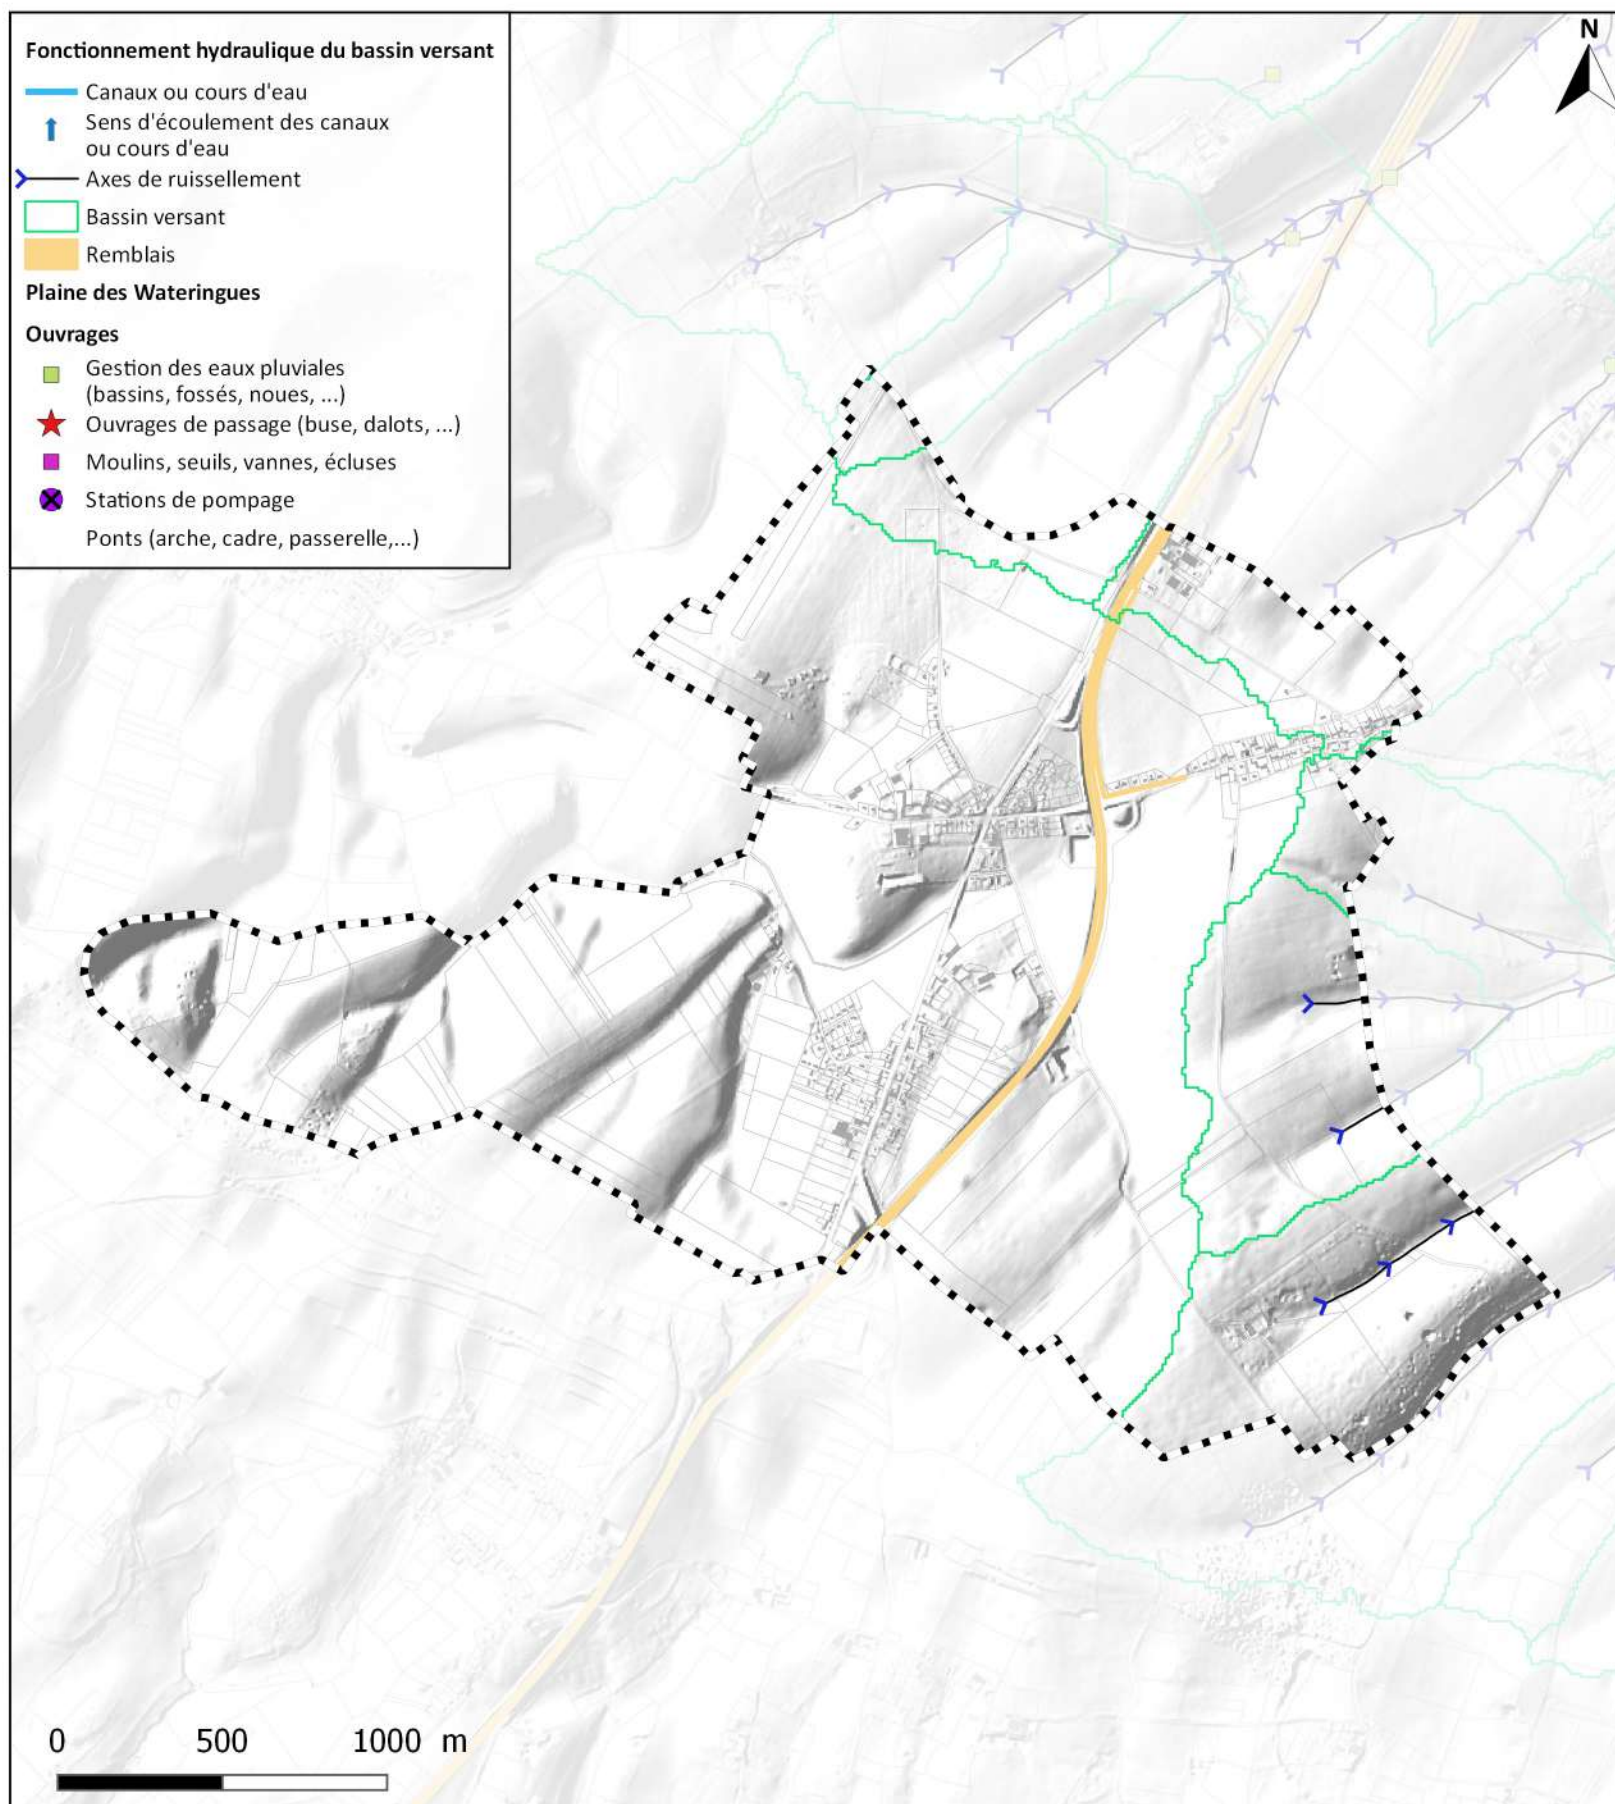 Fonctionnement hydraulique du bassin versant
Canaux ou cours d'eau
Sens d'écoulement des canaux
ou cours d'eau
Axes de ruissellement
Bassin versant
Remblais
Plaine des Wateringues
Ouvrages
Gestion des eaux pluviales
(bassins, fossés, noues, ...)
Ouvrages de passage (buse, dalots, ...)
Moulins, seuils, vannes, écluses
Stations de pompage
Ponts (arche, cadre, passerelle,...)
N
0 500 1000 m